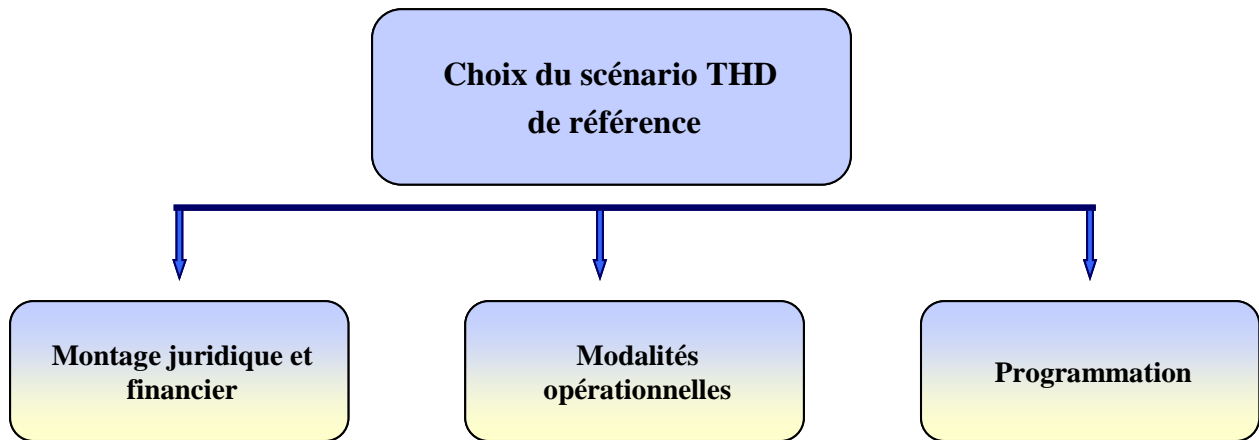 Choix du scénario THD
de référence
Montage juridique et
financier
Modalités
opérationnelles
Programmation